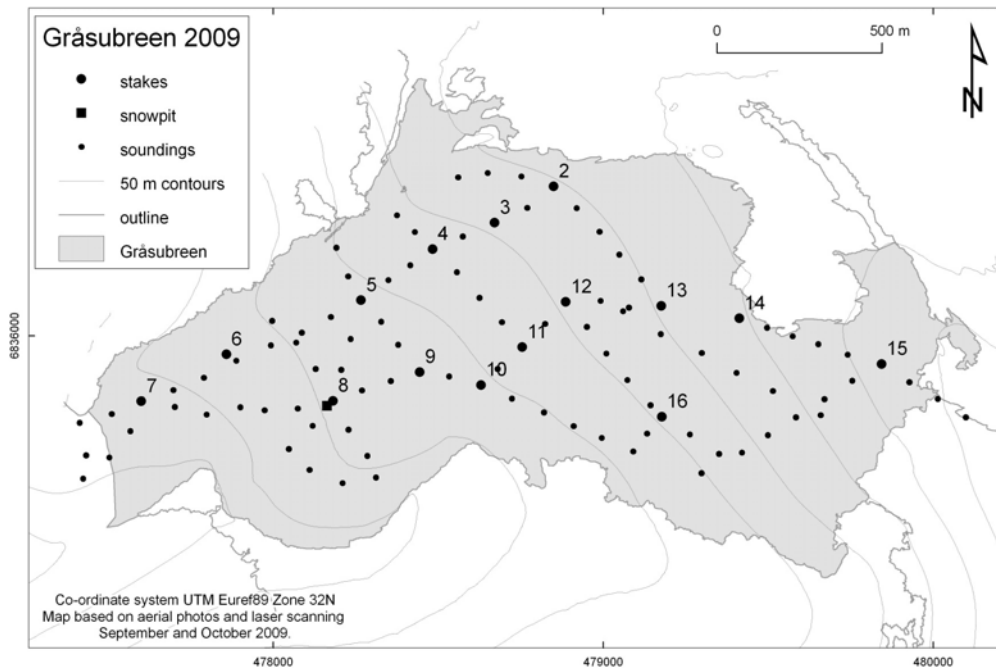 Gråsubreen 2009
stakes
snowpit
soundings
50 m contours
outline
Gråsubreen
0 500 m
N
2
3
4
5
6
7
8
9
10
11
12
13
14
15
16
6836000
Co-ordinate system UTM Euref89 Zone 32N
Map based on aerial photos and laser scanning
September and October 2009.
478000 479000 480000